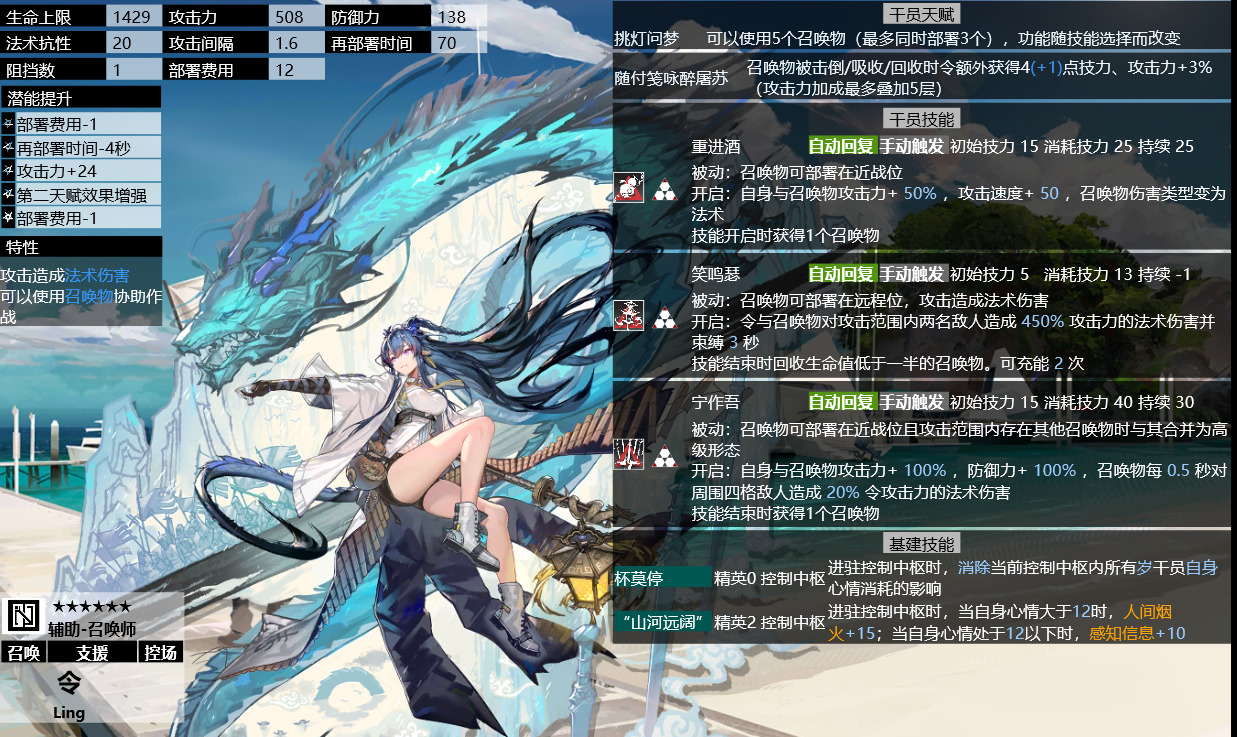 生命上限 1429 攻击力 508 防御力 138
法术抗性 20 攻击间隔 1.6 再部署时间 70
阻挡数 1 部署费用 12
潜能提升
部署费用-1
再部署时间-4秒
攻击力+24
第二天赋效果增强
部署费用-1
特性
攻击造成法术伤害
可以使用召唤物协助作
战
★★★★★★
辅助-召唤师
召唤 支援 控场
令
Ling
干员天赋
挑灯问梦 可以使用5个召唤物（最多同时部署3个），功能随技能选择而改变
随付笺咏醉屠苏 召唤物被击倒/吸收/回收时令额外获得4(+1)点技力、攻击力+3%
（攻击力加成最多叠加5层）
干员技能
重进酒 自动回复 手动触发 初始技力 15 消耗技力 25 持续 25
被动：召唤物可部署在近战位
开启：自身与召唤物攻击力+ 50% ，攻击速度+ 50 ，召唤物伤害类型变为
法术
技能开启时获得1个召唤物
笑鸣瑟 自动回复 手动触发 初始技力 5 消耗技力 13 持续 -1
被动：召唤物可部署在远程位，攻击造成法术伤害
开启：令与召唤物对攻击范围内两名敌人造成 450% 攻击力的法术伤害并
束缚 3 秒
技能结束时回收生命值低于一半的召唤物。可充能 2 次
宁作吾 自动回复 手动触发 初始技力 15 消耗技力 40 持续 30
被动：召唤物可部署在近战位且攻击范围内存在其他召唤物时与其合并为高
级形态
开启：自身与召唤物攻击力+ 100% ，防御力+ 100% ，召唤物每 0.5 秒对
周围四格敌人造成 20% 令攻击力的法术伤害
技能结束时获得1个召唤物
基建技能
杯莫停 精英0 控制中枢 进驻控制中枢时，消除当前控制中枢内所有岁干员自身
心情消耗的影响
“山河远阔” 精英2 控制中枢 进驻控制中枢时，当自身心情大于12时，人间烟
火+15；当自身心情处于12以下时，感知信息+10